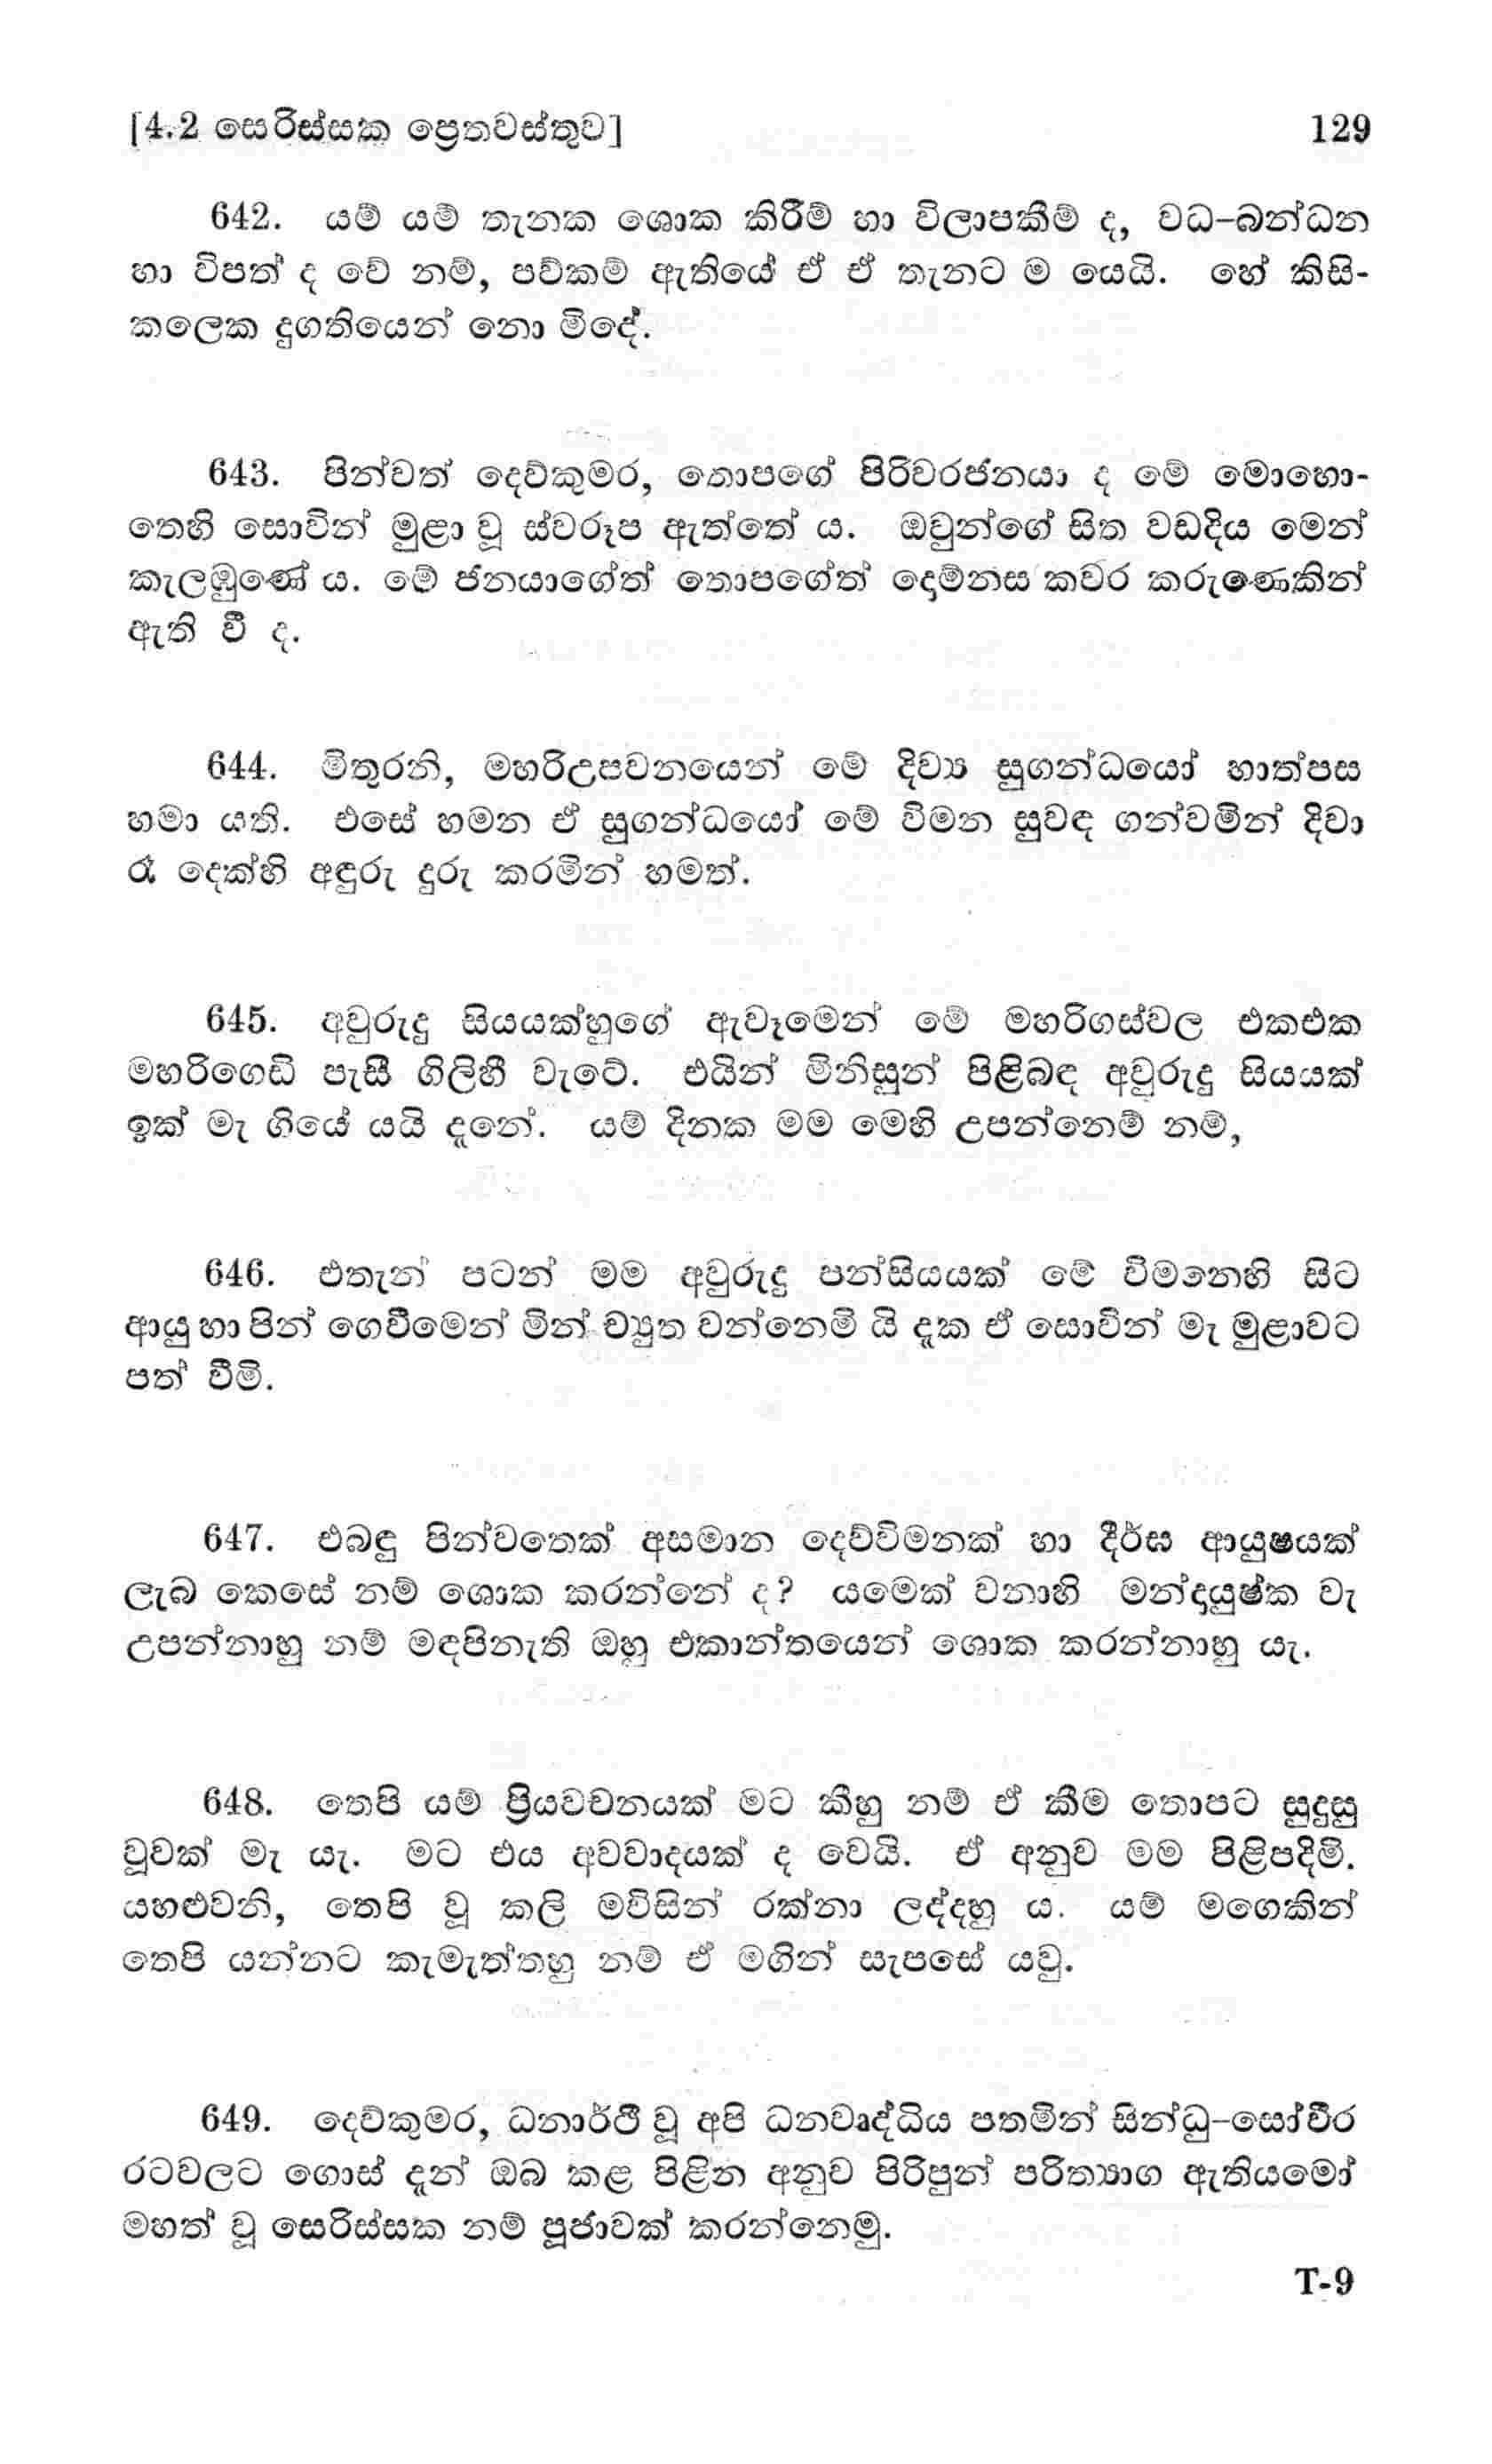 [4.2 සෙරිස්සක ප්‍රෙතවස්තුව] 129
642. යම් යම් තැනක ශොක කිරීම් හා විලාපකීම් ද, වධ-බන්ධන
හා විපත් ද වේ නම්, පව්කම් ඇතියේ ඒ ඒ තැනට ම යෙයි. හේ කිසි-
කලෙක දුගතියෙන් නො මිදේ.
643. පින්වත් දෙව්කුමර, තොපගේ පිරිවරජනයා ද මේ මොහො-
තෙහි සොවින් මුළා වූ ස්වරූප ඇත්තේ ය. ඔවුන්ගේ සිත වඩදිය මෙන්
කැලඹුණේ ය. මේ ජනයාගේත් තොපගේත් දොම්නස කවර කරුණෙකින්
ඇති වී ද.
644. මිතුරනි, මහරිඋපවනයෙන් මේ දිව්‍ය සුගන්ධයෝ හාත්පස
හමා යති. එසේ හමන ඒ සුගන්ධයෝ මේ විමන සුවඳ ගන්වමින් දිවා
රෑ දෙක්හි අඳුරු දුරු කරමින් හමත්.
645. අවුරුදු සියයක්හුගේ ඇවෑමෙන් මේ මහරිගස්වල එකඑක
මහරිගෙඩි පැසී ගිලිහී වැටේ. එයින් මිනිසුන් පිළිබඳ අවුරුදු සියයක්
ඉක් මැ ගියේ යයි දැනේ. යම් දිනක මම මෙහි උපන්නෙම් නම්,
646. එතැන් පටන් මම අවුරුදු පන්සියයක් මේ විමනෙහි සිට
ආයු හා පින් ගෙවීමෙන් මින් ච්‍යුත වන්නෙමි යි දැක ඒ සොවින් මැ මුළාවට
පත් වීමි.
647. එබඳු පින්වතෙක් අසමාන දෙව්විමනක් හා දීර්ඝ ආයුෂයක්
ලැබ කෙසේ නම් ශොක කරන්නේ ද? යමෙක් වනාහි මන්දායුෂ්ක වැ
උපන්නාහු නම් මඳපිනැති ඔහු එකාන්තයෙන් ශොක කරන්නාහු යැ.
648. තෙපි යම් ප්‍රියවචනයක් මට කීහු නම් ඒ කීම තොපට සුදුසු
වූවක් මැ යැ. මට එය අවවාදයක් ද වෙයි. ඒ අනුව මම පිළිපදිමි.
යහළුවනි, තෙපි වූ කලි මවිසින් රක්නා ලද්දහු ය. යම් මගෙකින්
තෙපි යන්නට කැමැත්තහු නම් ඒ මගින් සැපසේ යවු.
649. දෙව්කුමර, ධනාර්ථී වූ අපි ධනවෘද්ධිය පතමින් සින්ධු-සෝවීර
රටවලට ගොස් දැන් ඔබ කළ පිළින අනුව පිරිපුන් පරිත්‍යාග ඇතියමෝ
මහත් වූ සෙරිස්සක නම් පූජාවක් කරන්නෙමු.
T-9